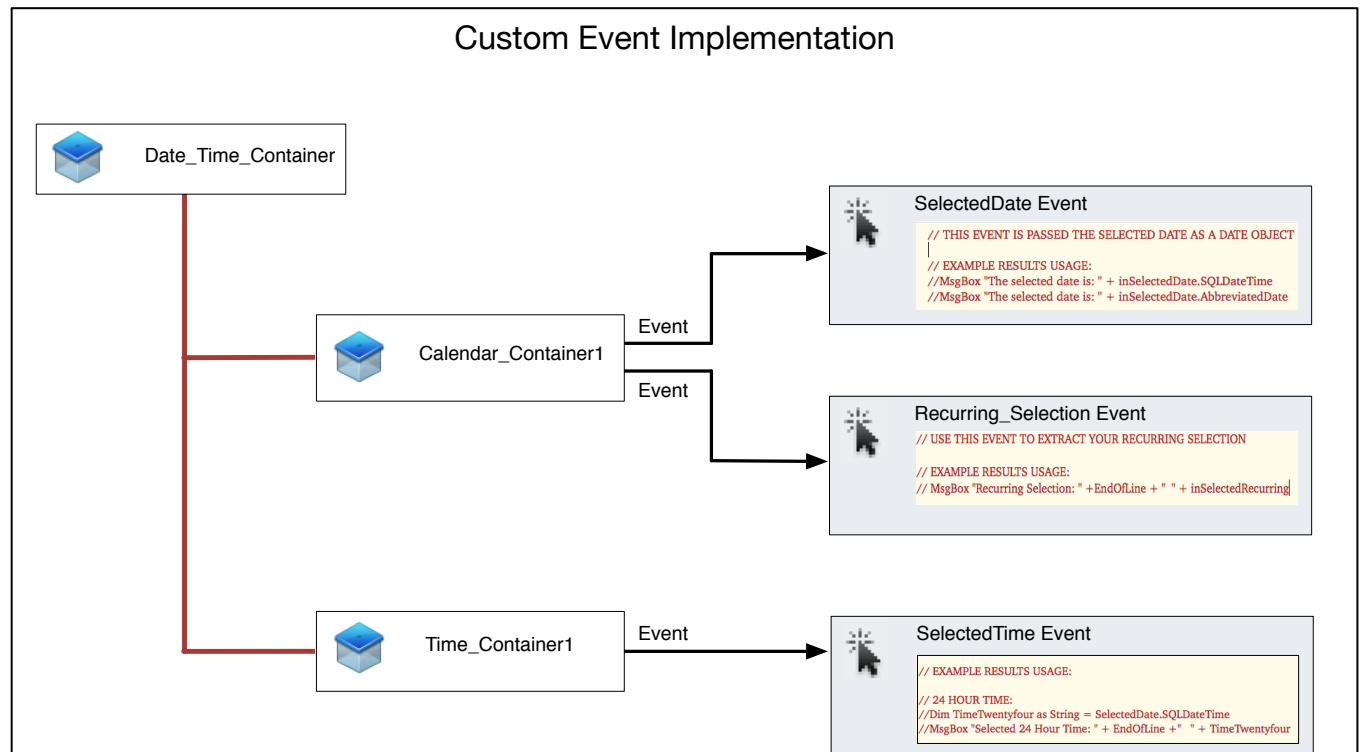 Custom Event Implementation
Date_Time_Container
SelectedDate Event
// THIS EVENT IS PASSED THE SELECTED DATE AS A DATE OBJECT
// EXAMPLE RESULTS USAGE:
//MsgBox "The selected date is: " + inSelectedDate.SQLDateTime
//MsgBox "The selected date is: " + inSelectedDate.AbbreviatedDate
Event
Calendar_Container1
Event
Recurring_Selection Event
// USE THIS EVENT TO EXTRACT YOUR RECURRING SELECTION
// EXAMPLE RESULTS USAGE:
// MsgBox "Recurring Selection: " +EndOfLine + "  " + inSelectedRecurring
Time_Container1
Event
SelectedTime Event
// EXAMPLE RESULTS USAGE:
// 24 HOUR TIME:
//Dim TimeTwentyfour as String = SelectedDate.SQLDateTime
//MsgBox "Selected 24 Hour Time: " + EndOfLine +"   " + TimeTwentyfour